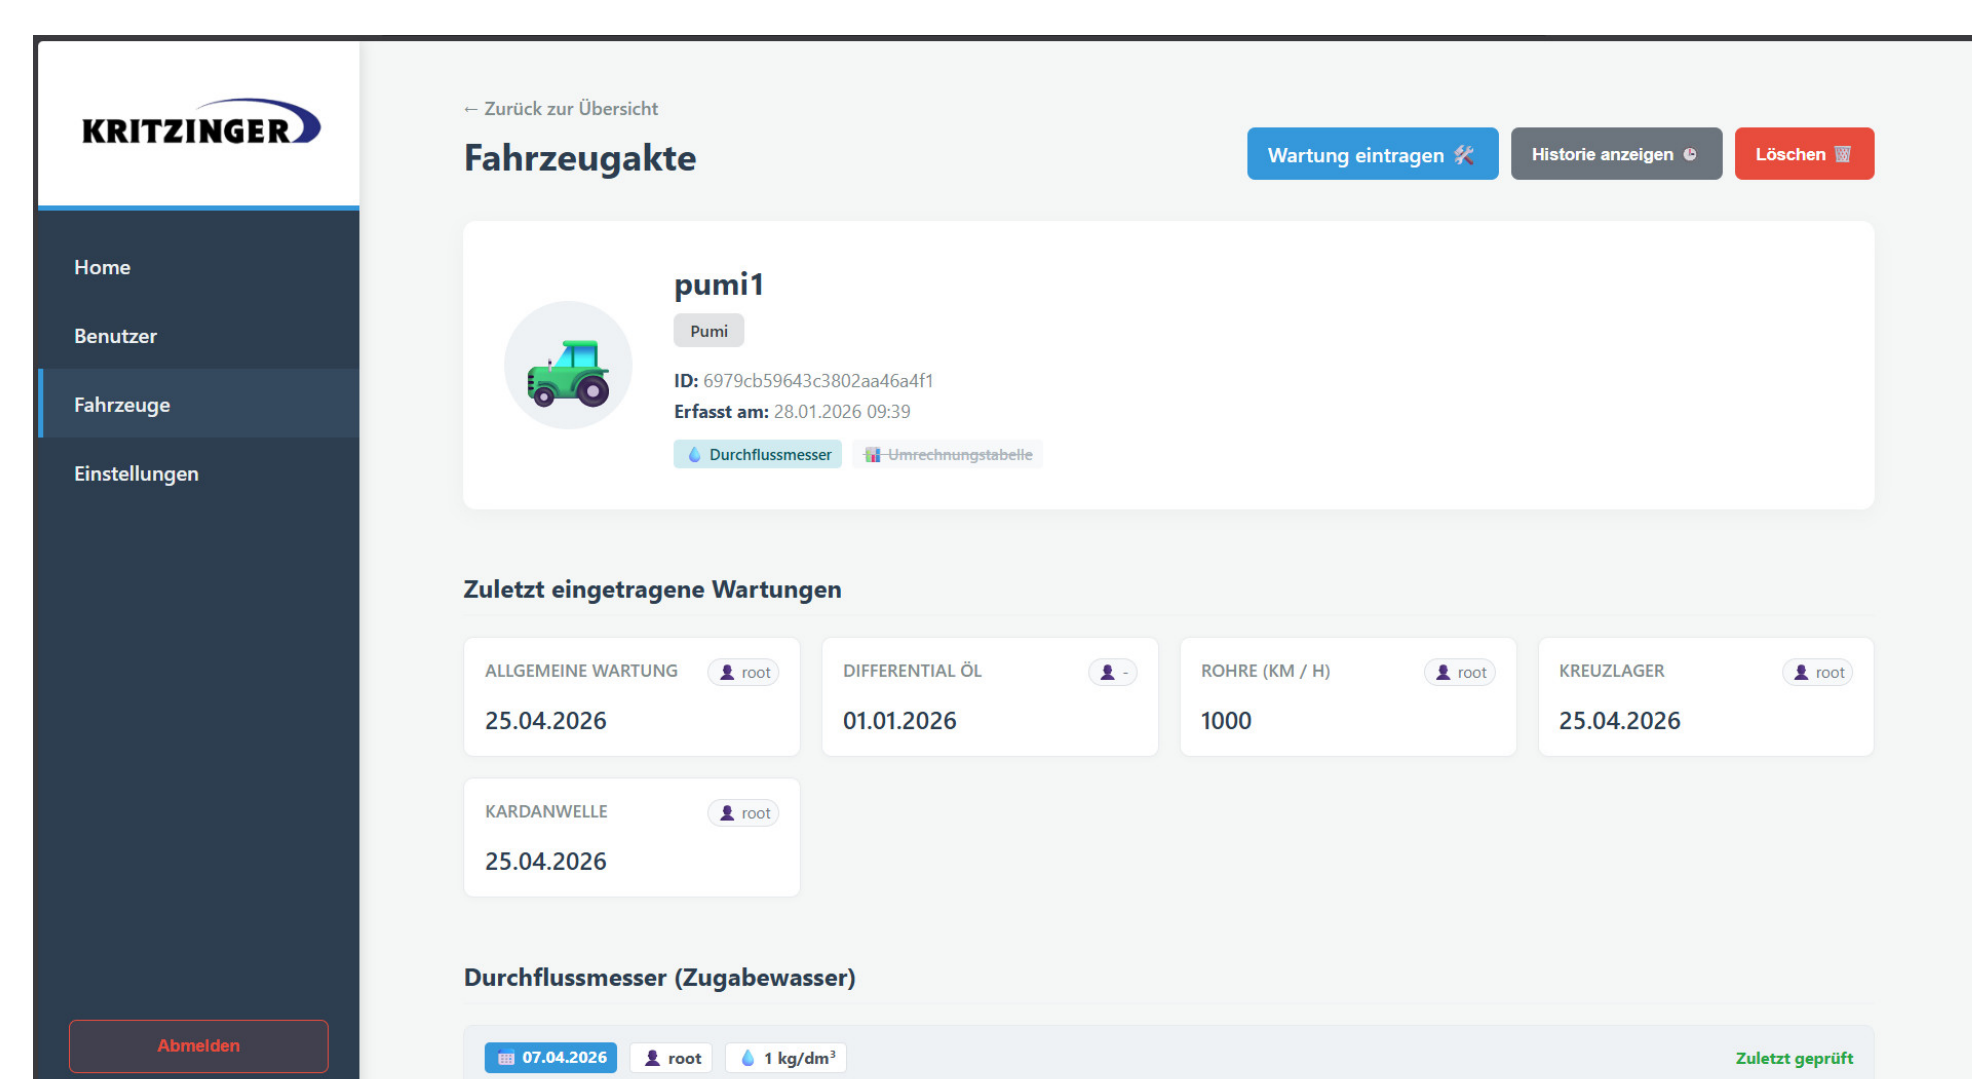 KRITZINGER
Home
Benutzer
Fahrzeuge
Einstellungen
Abmelden
← Zurück zur Übersicht
Fahrzeugakte
Wartung eintragen
Historie anzeigen
Löschen
pumi1
Pumi
ID: 6979cb59643c3802aa46a4f1
Erfasst am: 28.01.2026 09:39
Durchflussmesser
Umrechnungstabelle
Zuletzt eingetragene Wartungen
ALLGEMEINE WARTUNG root
25.04.2026
DIFFERENTIAL ÖL -
01.01.2026
ROHRE (KM / H) root
1000
KREUZLAGER root
25.04.2026
KARDANWELLE root
25.04.2026
Durchflussmesser (Zugabewasser)
07.04.2026 root 1 kg/dm³ Zuletzt geprüft